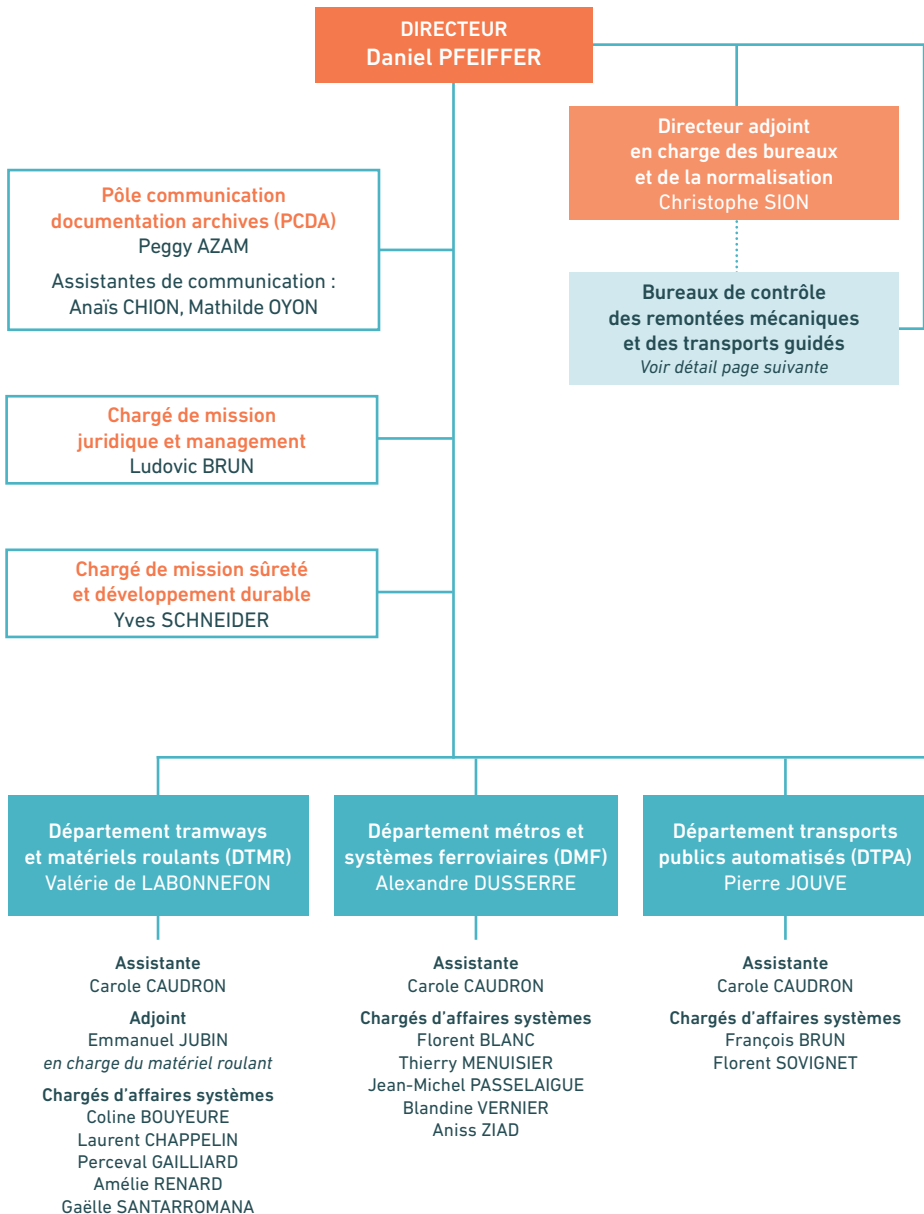 DIRECTEUR
Daniel PFEIFFER
Directeur adjoint
en charge des bureaux
et de la normalisation
Christophe SION
Pôle communication
documentation archives (PCDA)
Peggy AZAM
Assistantes de communication :
Anaïs CHION, Mathilde OYON
Bureaux de contrôle
des remontées mécaniques
et des transports guidés
Voir détail page suivante
Chargé de mission
juridique et management
Ludovic BRUN
Chargé de mission sûreté
et développement durable
Yves SCHNEIDER
Département tramways
et matériels roulants (DTMR)
Valérie de LABONNEFON
Assistante
Carole CAUDRON
Adjoint
Emmanuel JUBIN
en charge du matériel roulant
Chargés d'affaires systèmes
Coline BOUYEURE
Laurent CHAPPELIN
Perceval GAILLIARD
Amélie RENARD
Gaëlle SANTARROMANA
Département métros et
systèmes ferroviaires (DMF)
Alexandre DUSSERRE
Assistante
Carole CAUDRON
Chargés d'affaires systèmes
Florent BLANC
Thierry MENUISIER
Jean-Michel PASSELAIGUE
Blandine VERNIER
Aniss ZIAD
Département transports
publics automatisés (DTPA)
Pierre JOUVE
Assistante
Carole CAUDRON
Chargés d'affaires systèmes
François BRUN
Florent SOVIGNET